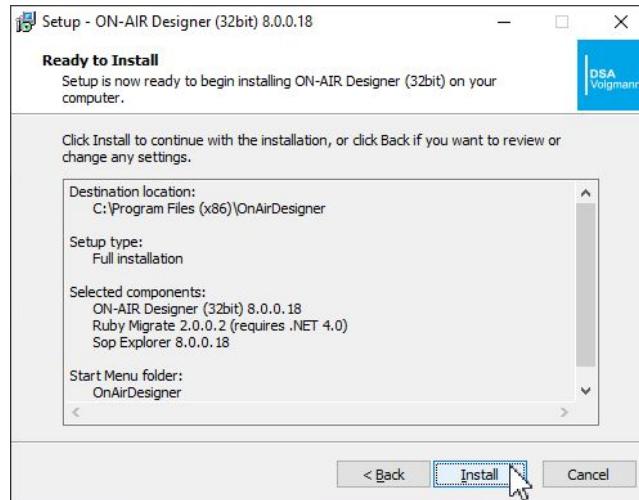 Setup - ON-AIR Designer (32bit) 8.0.0.18
Ready to Install
Setup is now ready to begin installing ON-AIR Designer (32bit) on your
computer.
DSA
Volgmann
Click Install to continue with the installation, or click Back if you want to review or
change any settings.
Destination location:
C:\Program Files (x86)\OnAirDesigner
Setup type:
Full installation
Selected components:
ON-AIR Designer (32bit) 8.0.0.18
Ruby Migrate 2.0.0.2 (requires .NET 4.0)
Sop Explorer 8.0.0.18
Start Menu folder:
OnAirDesigner
< Back
Install
Cancel